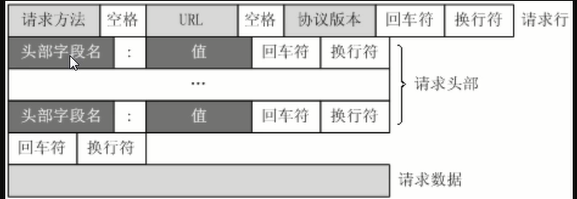 请求方法 空格 URL 空格 协议版本 回车符 换行符 请求行
头部字段名 : 值 回车符 换行符
… 请求头部
头部字段名 : 值 回车符 换行符
回车符 换行符
请求数据